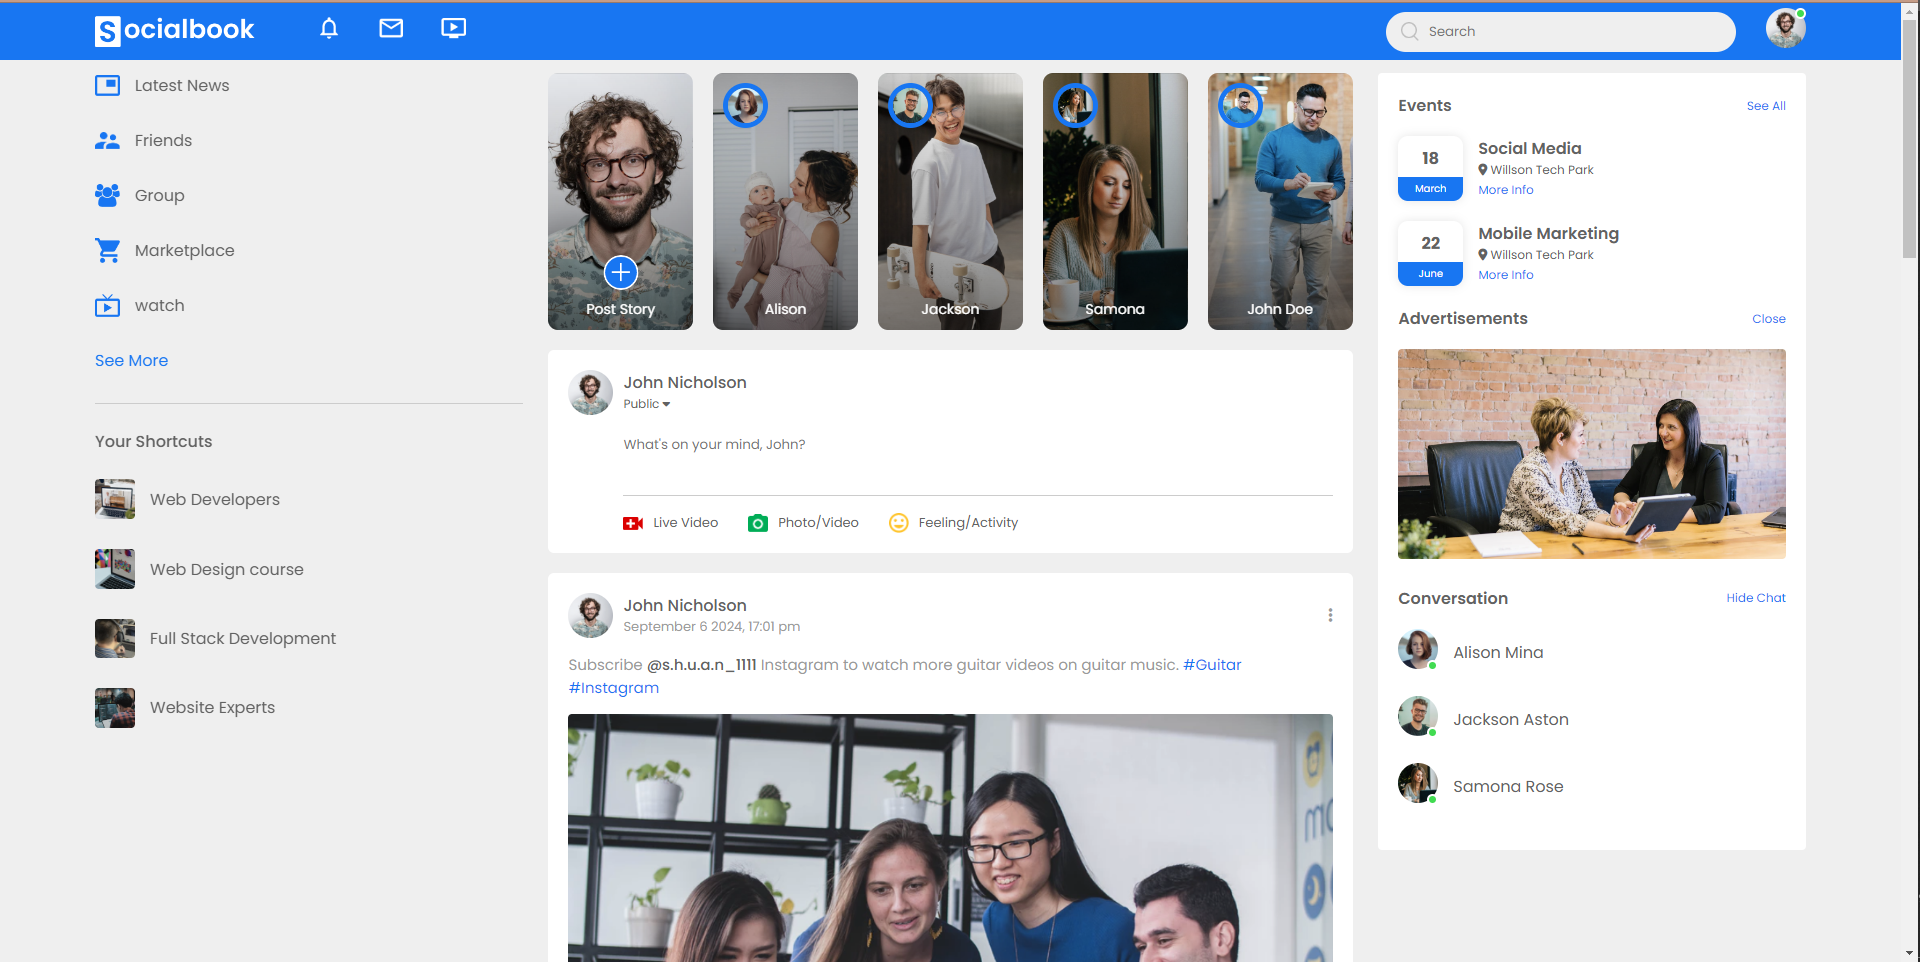 Socialbook
Search
Latest News
Friends
Group
Marketplace
watch
See More
Your Shortcuts
Web Developers
Web Design course
Full Stack Development
Website Experts
Post Story
Alison
Jackson
Samona
John Doe
John Nicholson
Public
What's on your mind, John?
Live Video
Photo/Video
Feeling/Activity
John Nicholson
September 6 2024, 17:01 pm
Subscribe @s.h.u.a.n_1111 Instagram to watch more guitar videos on guitar music. #Guitar
#Instagram
Events
See All
18
March
Social Media
Willson Tech Park
More Info
22
June
Mobile Marketing
Willson Tech Park
More Info
Advertisements
Close
Conversation
Hide Chat
Alison Mina
Jackson Aston
Samona Rose